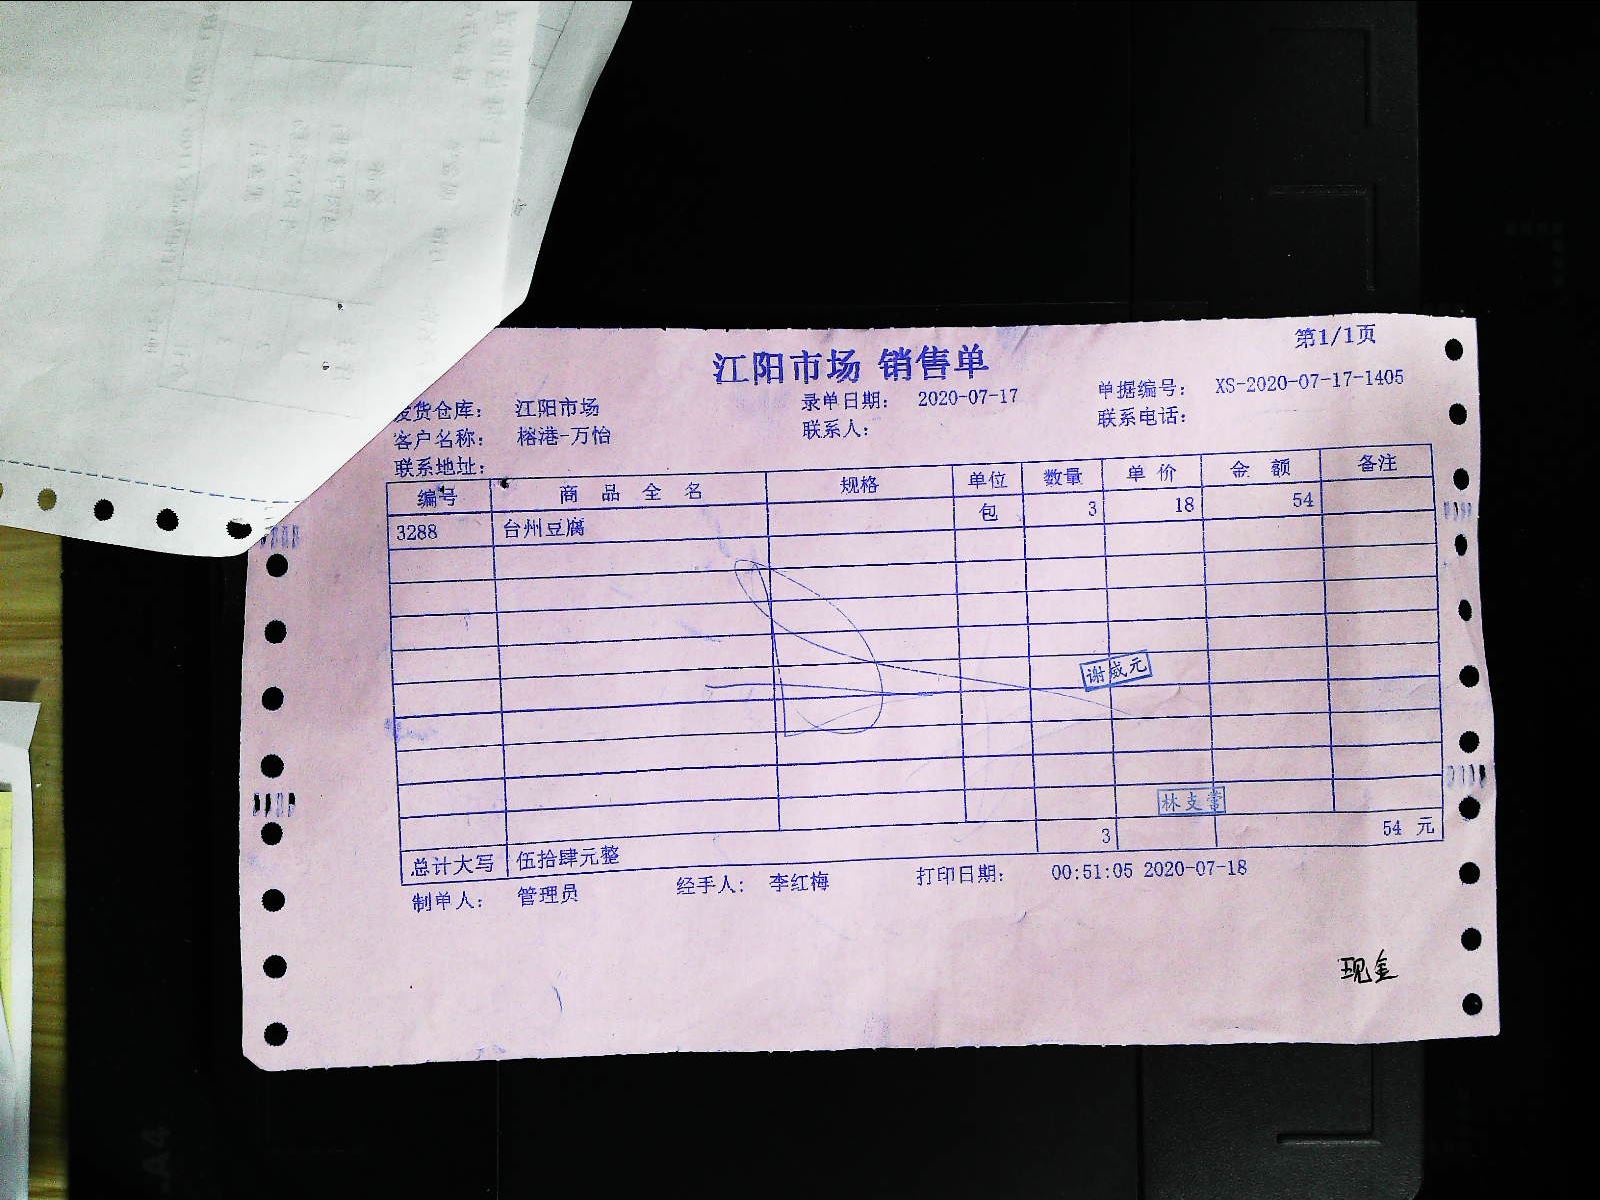 第1/1页
江阳市场 销售单
发货仓库： 江阳市场 录单日期： 2020-07-17 单据编号： XS-2020-07-17-1405
客户名称： 榕港-万怡 联系人： 联系电话：
联系地址：
编号 商品全名 规格 单位 数量 单价 金额 备注
3288 台州豆腐 包 3 18 54
谢威元
林支
3 54 元
总计大写 伍拾肆元整
制单人： 管理员 经手人： 李红梅 打印日期： 00:51:05 2020-07-18
现金